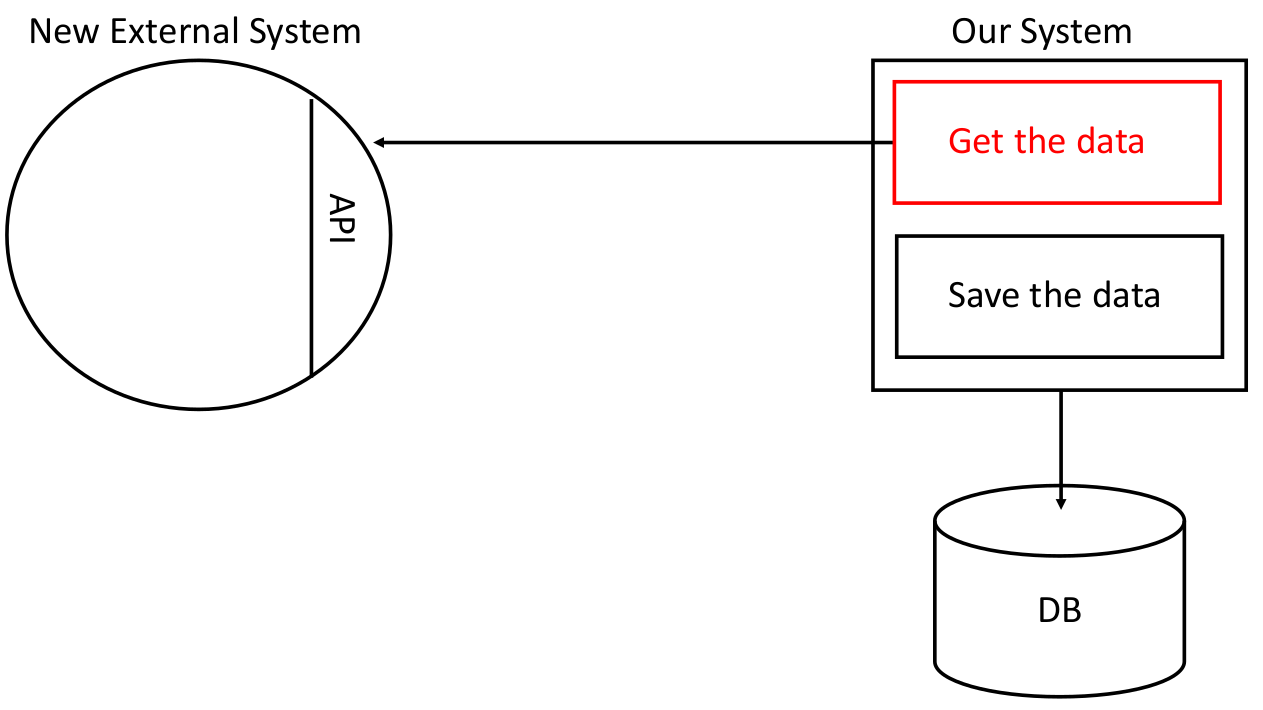 New External System
Our System
Get the data
API
Save the data
DB